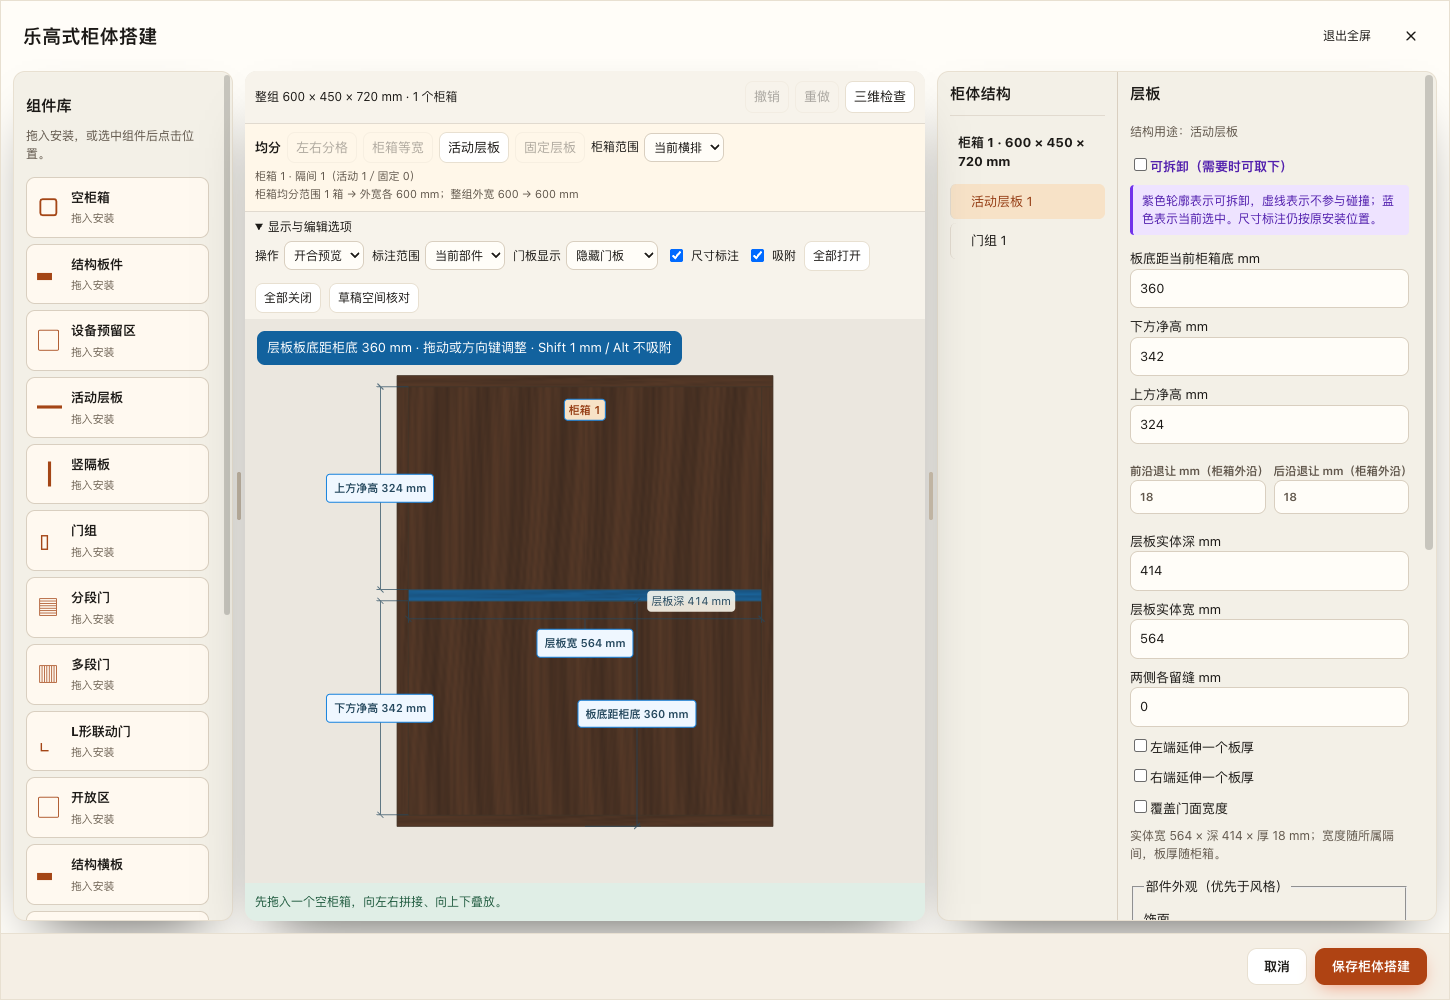 乐高式柜体搭建
退出全屏 ×
组件库
拖入安装，或选中组件后点击位
置。
空柜箱
拖入安装
结构板件
拖入安装
设备预留区
拖入安装
活动层板
拖入安装
竖隔板
拖入安装
门组
拖入安装
分段门
拖入安装
多段门
拖入安装
L形联动门
拖入安装
开放区
拖入安装
结构横板
拖入安装
整组 600 × 450 × 720 mm · 1 个柜箱
撤销 重做 三维检查
均分 左右分格 柜箱等宽 活动层板 固定层板 柜箱范围 当前横排
柜箱 1 · 隔间 1（活动 1 / 固定 0）
柜箱均分范围 1 箱 → 外宽各 600 mm；整组外宽 600 → 600 mm
▼ 显示与编辑选项
操作 开合预览 标注范围 当前部件 门板显示 隐藏门板 尺寸标注 吸附 全部打开
全部关闭 草稿空间核对
层板板底距柜底 360 mm · 拖动或方向键调整 · Shift 1 mm / Alt 不吸附
柜箱 1
上方净高 324 mm
层板深 414 mm
层板宽 564 mm
下方净高 342 mm
板底距柜底 360 mm
先拖入一个空柜箱，向左右拼接、向上下叠放。
柜体结构
柜箱 1 · 600 × 450 ×
720 mm
活动层板 1
门组 1
层板
结构用途：活动层板
可拆卸（需要时可取下）
紫色轮廓表示可拆卸，虚线表示不参与碰撞；蓝
色表示当前选中。尺寸标注仍按原安装位置。
板底距当前柜箱底 mm
360
下方净高 mm
342
上方净高 mm
324
前沿退让 mm（柜箱外沿） 后沿退让 mm（柜箱外沿）
18 18
层板实体深 mm
414
层板实体宽 mm
564
两侧各留缝 mm
0
左端延伸一个板厚
右端延伸一个板厚
覆盖门面宽度
实体宽 564 × 深 414 × 厚 18 mm；宽度随所属隔
间，板厚随柜箱。
部件外观（优先于风格）
饰面
取消 保存柜体搭建